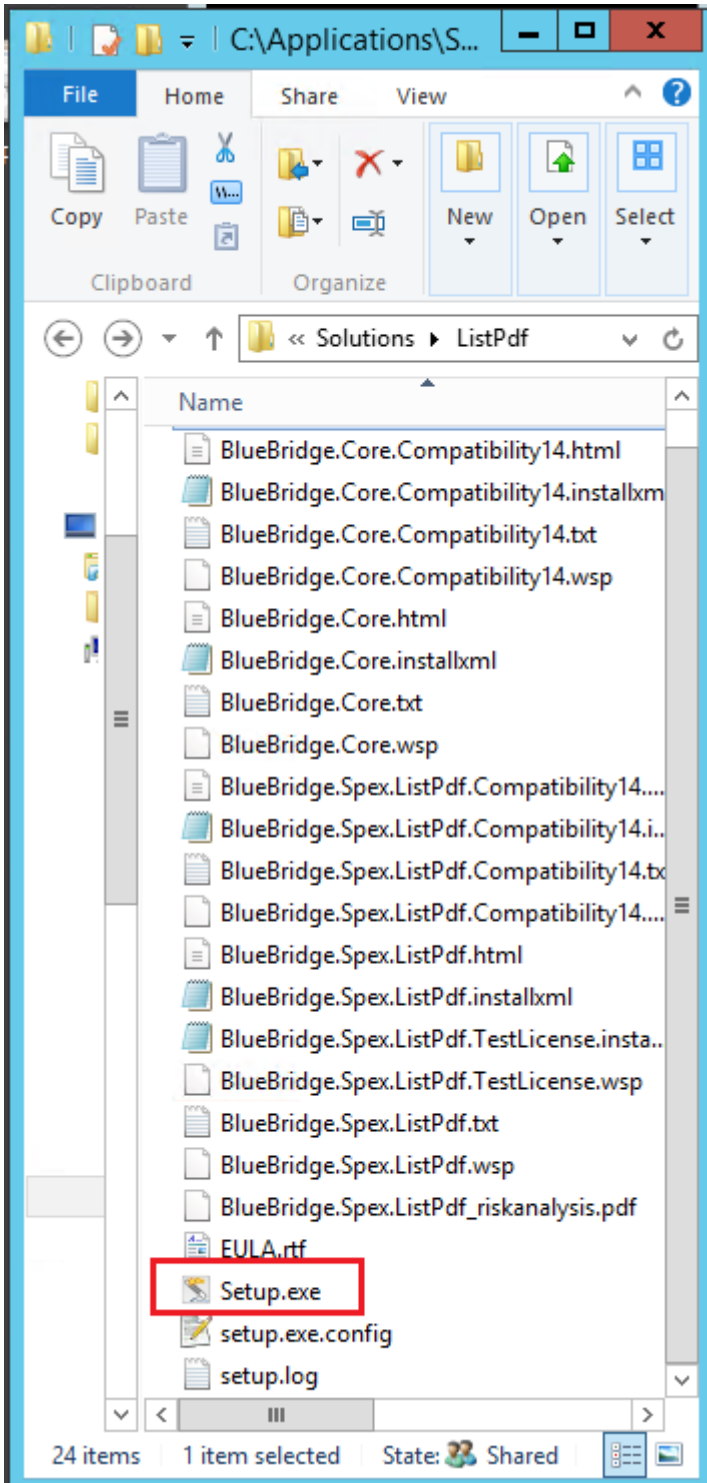 C:\Applications\S...
File Home Share View
Copy Paste New Open Select
Clipboard Organize
« Solutions ListPdf
Name
BlueBridge.Core.Compatibility14.html
BlueBridge.Core.Compatibility14.installxm
BlueBridge.Core.Compatibility14.txt
BlueBridge.Core.Compatibility14.wsp
BlueBridge.Core.html
BlueBridge.Core.installxml
BlueBridge.Core.txt
BlueBridge.Core.wsp
BlueBridge.Spex.ListPdf.Compatibility14....
BlueBridge.Spex.ListPdf.Compatibility14.i...
BlueBridge.Spex.ListPdf.Compatibility14.tx
BlueBridge.Spex.ListPdf.Compatibility14....
BlueBridge.Spex.ListPdf.html
BlueBridge.Spex.ListPdf.installxml
BlueBridge.Spex.ListPdf.TestLicense.insta...
BlueBridge.Spex.ListPdf.TestLicense.wsp
BlueBridge.Spex.ListPdf.txt
BlueBridge.Spex.ListPdf.wsp
BlueBridge.Spex.ListPdf_riskanalysis.pdf
EULA.rtf
Setup.exe
setup.exe.config
setup.log
24 items 1 item selected State: Shared